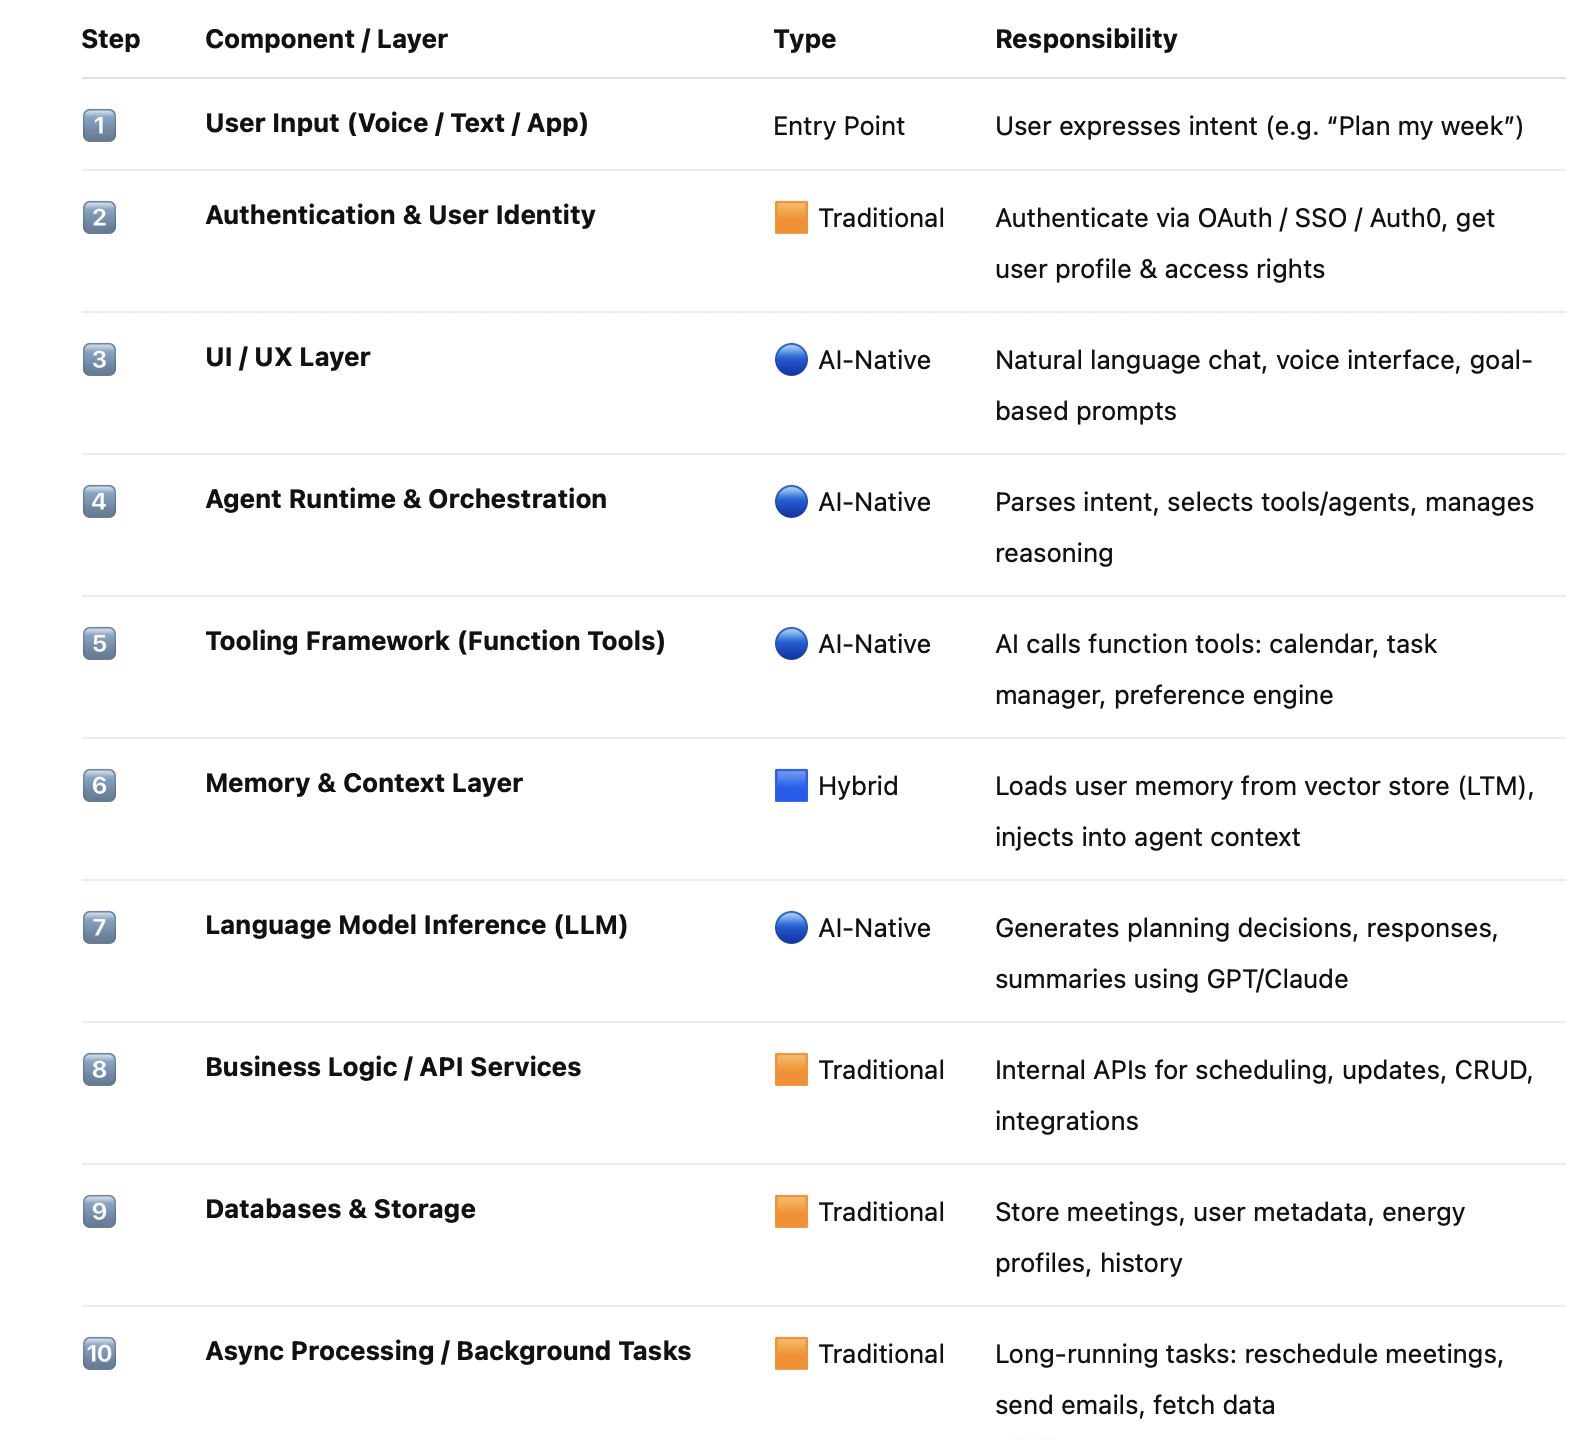 Step Component / Layer Type Responsibility
1 User Input (Voice / Text / App) Entry Point User expresses intent (e.g. “Plan my week”)
2 Authentication & User Identity Traditional Authenticate via OAuth / SSO / Auth0, get
user profile & access rights
3 UI / UX Layer AI-Native Natural language chat, voice interface, goal-
based prompts
4 Agent Runtime & Orchestration AI-Native Parses intent, selects tools/agents, manages
reasoning
5 Tooling Framework (Function Tools) AI-Native AI calls function tools: calendar, task
manager, preference engine
6 Memory & Context Layer Hybrid Loads user memory from vector store (LTM),
injects into agent context
7 Language Model Inference (LLM) AI-Native Generates planning decisions, responses,
summaries using GPT/Claude
8 Business Logic / API Services Traditional Internal APIs for scheduling, updates, CRUD,
integrations
9 Databases & Storage Traditional Store meetings, user metadata, energy
profiles, history
10 Async Processing / Background Tasks Traditional Long-running tasks: reschedule meetings,
send emails, fetch data